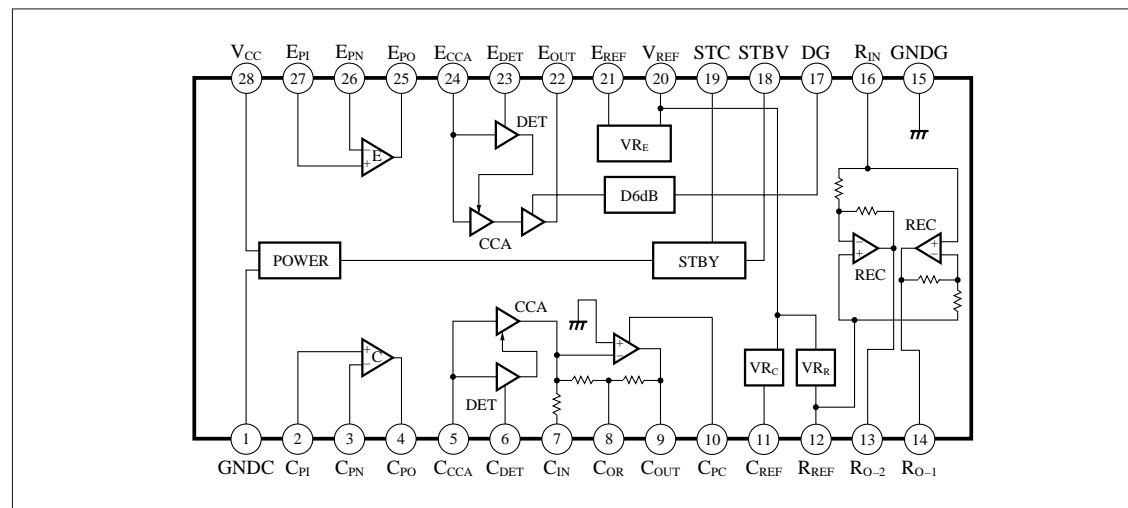 VCC EPI EPN EPO ECCA EDET EOUT EREF VREF STC STBV DG RIN GNDG
28 27 26 25 24 23 22 21 20 19 18 17 16 15
DET
− E
+
VRE
D6dB
CCA
− +
REC
REC
+ −
POWER
STBY
CCA
+ C
−
+
−
DET
VRC VRR
1 2 3 4 5 6 7 8 9 10 11 12 13 14
GNDC CPI CPN CPO CCCA CDET CIN COR COUT CPC CREF RREF RO−2 RO−1